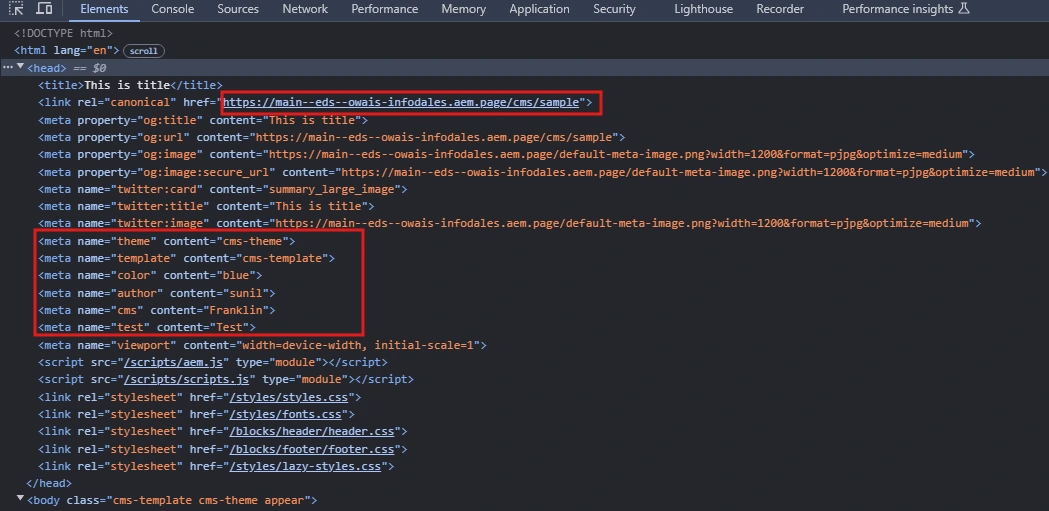 Elements Console Sources Network Performance Memory Application Security Lighthouse Recorder Performance insights
<!DOCTYPE html>
<html lang="en"> scroll
<head> == $0
<title>This is title</title>
<link rel="canonical" href="https://main--eds--owais-infodales.aem.page/cms/sample">
<meta property="og:title" content="This is title">
<meta property="og:url" content="https://main--eds--owais-infodales.aem.page/cms/sample">
<meta property="og:image" content="https://main--eds--owais-infodales.aem.page/default-meta-image.png?width=1200&format=pjpg&optimize=medium">
<meta property="og:image:secure_url" content="https://main--eds--owais-infodales.aem.page/default-meta-image.png?width=1200&format=pjpg&optimize=medium">
<meta name="twitter:card" content="summary_large_image">
<meta name="twitter:title" content="This is title">
<meta name="twitter:image" content="https://main--eds--owais-infodales.aem.page/default-meta-image.png?width=1200&format=pjpg&optimize=medium">
<meta name="theme" content="cms-theme">
<meta name="template" content="cms-template">
<meta name="color" content="blue">
<meta name="author" content="sunil">
<meta name="cms" content="Franklin">
<meta name="test" content="Test">
<meta name="viewport" content="width=device-width, initial-scale=1">
<script src="/scripts/aem.js" type="module"></script>
<script src="/scripts/scripts.js" type="module"></script>
<link rel="stylesheet" href="/styles/styles.css">
<link rel="stylesheet" href="/styles/fonts.css">
<link rel="stylesheet" href="/blocks/header/header.css">
<link rel="stylesheet" href="/blocks/footer/footer.css">
<link rel="stylesheet" href="/styles/lazy-styles.css">
</head>
<body class="cms-template cms-theme appear">